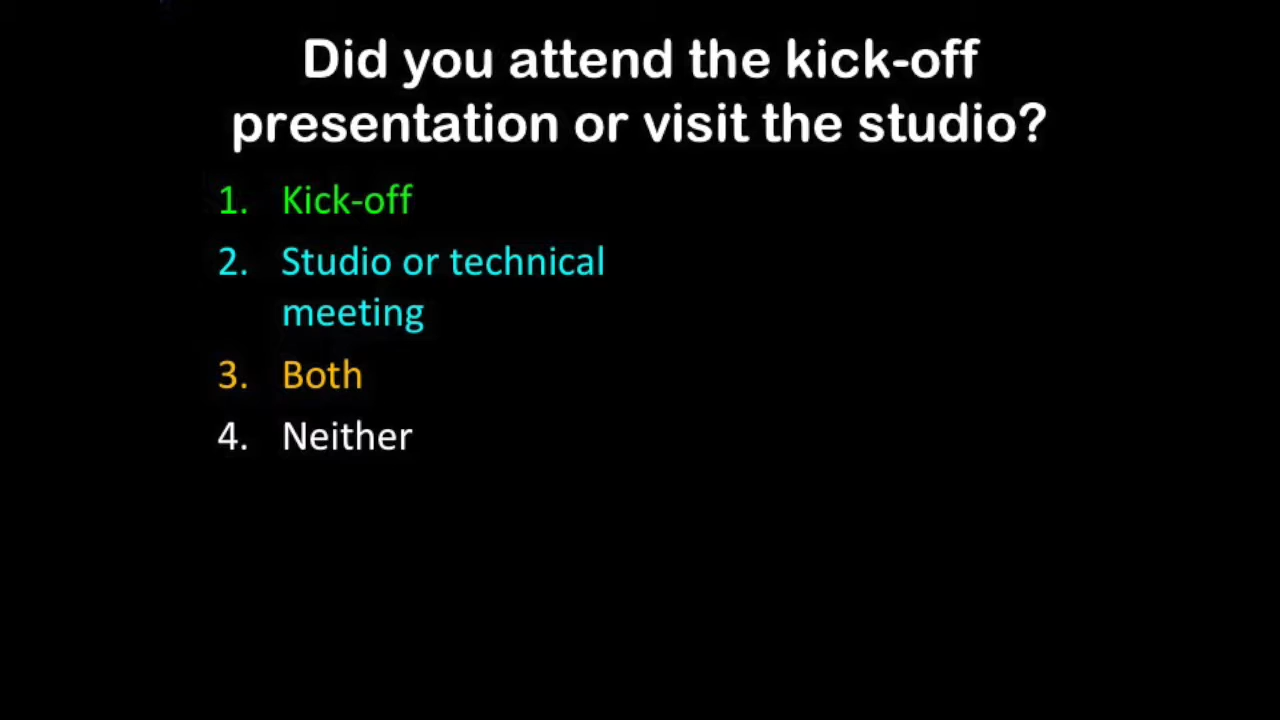 Did you attend the kick-off
presentation or visit the studio?
1. Kick-off
2. Studio or technical
meeting
3. Both
4. Neither